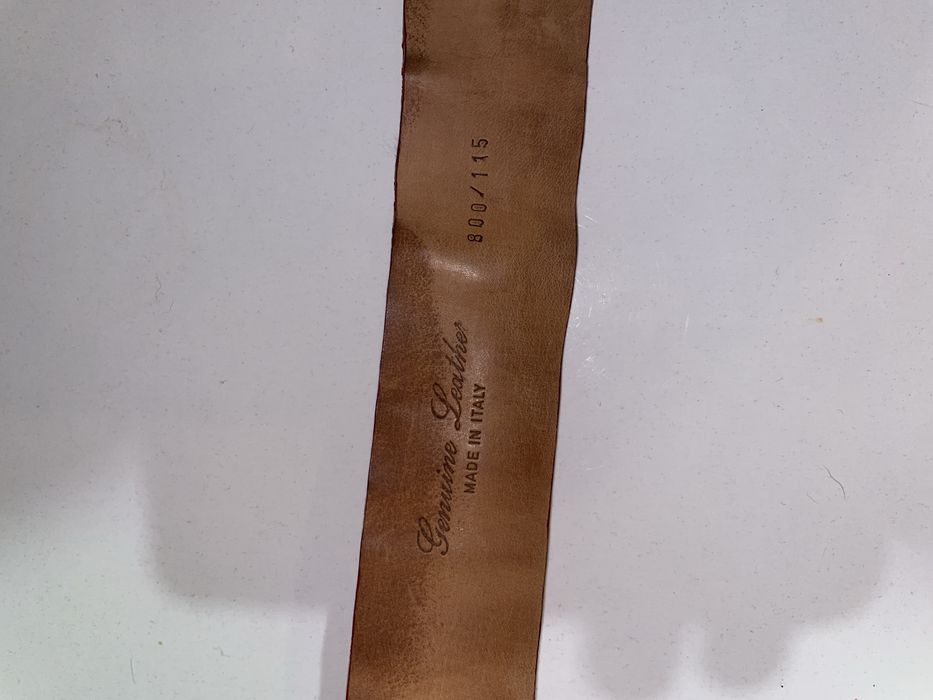 Genuine Leather
MADE IN ITALY
800/115